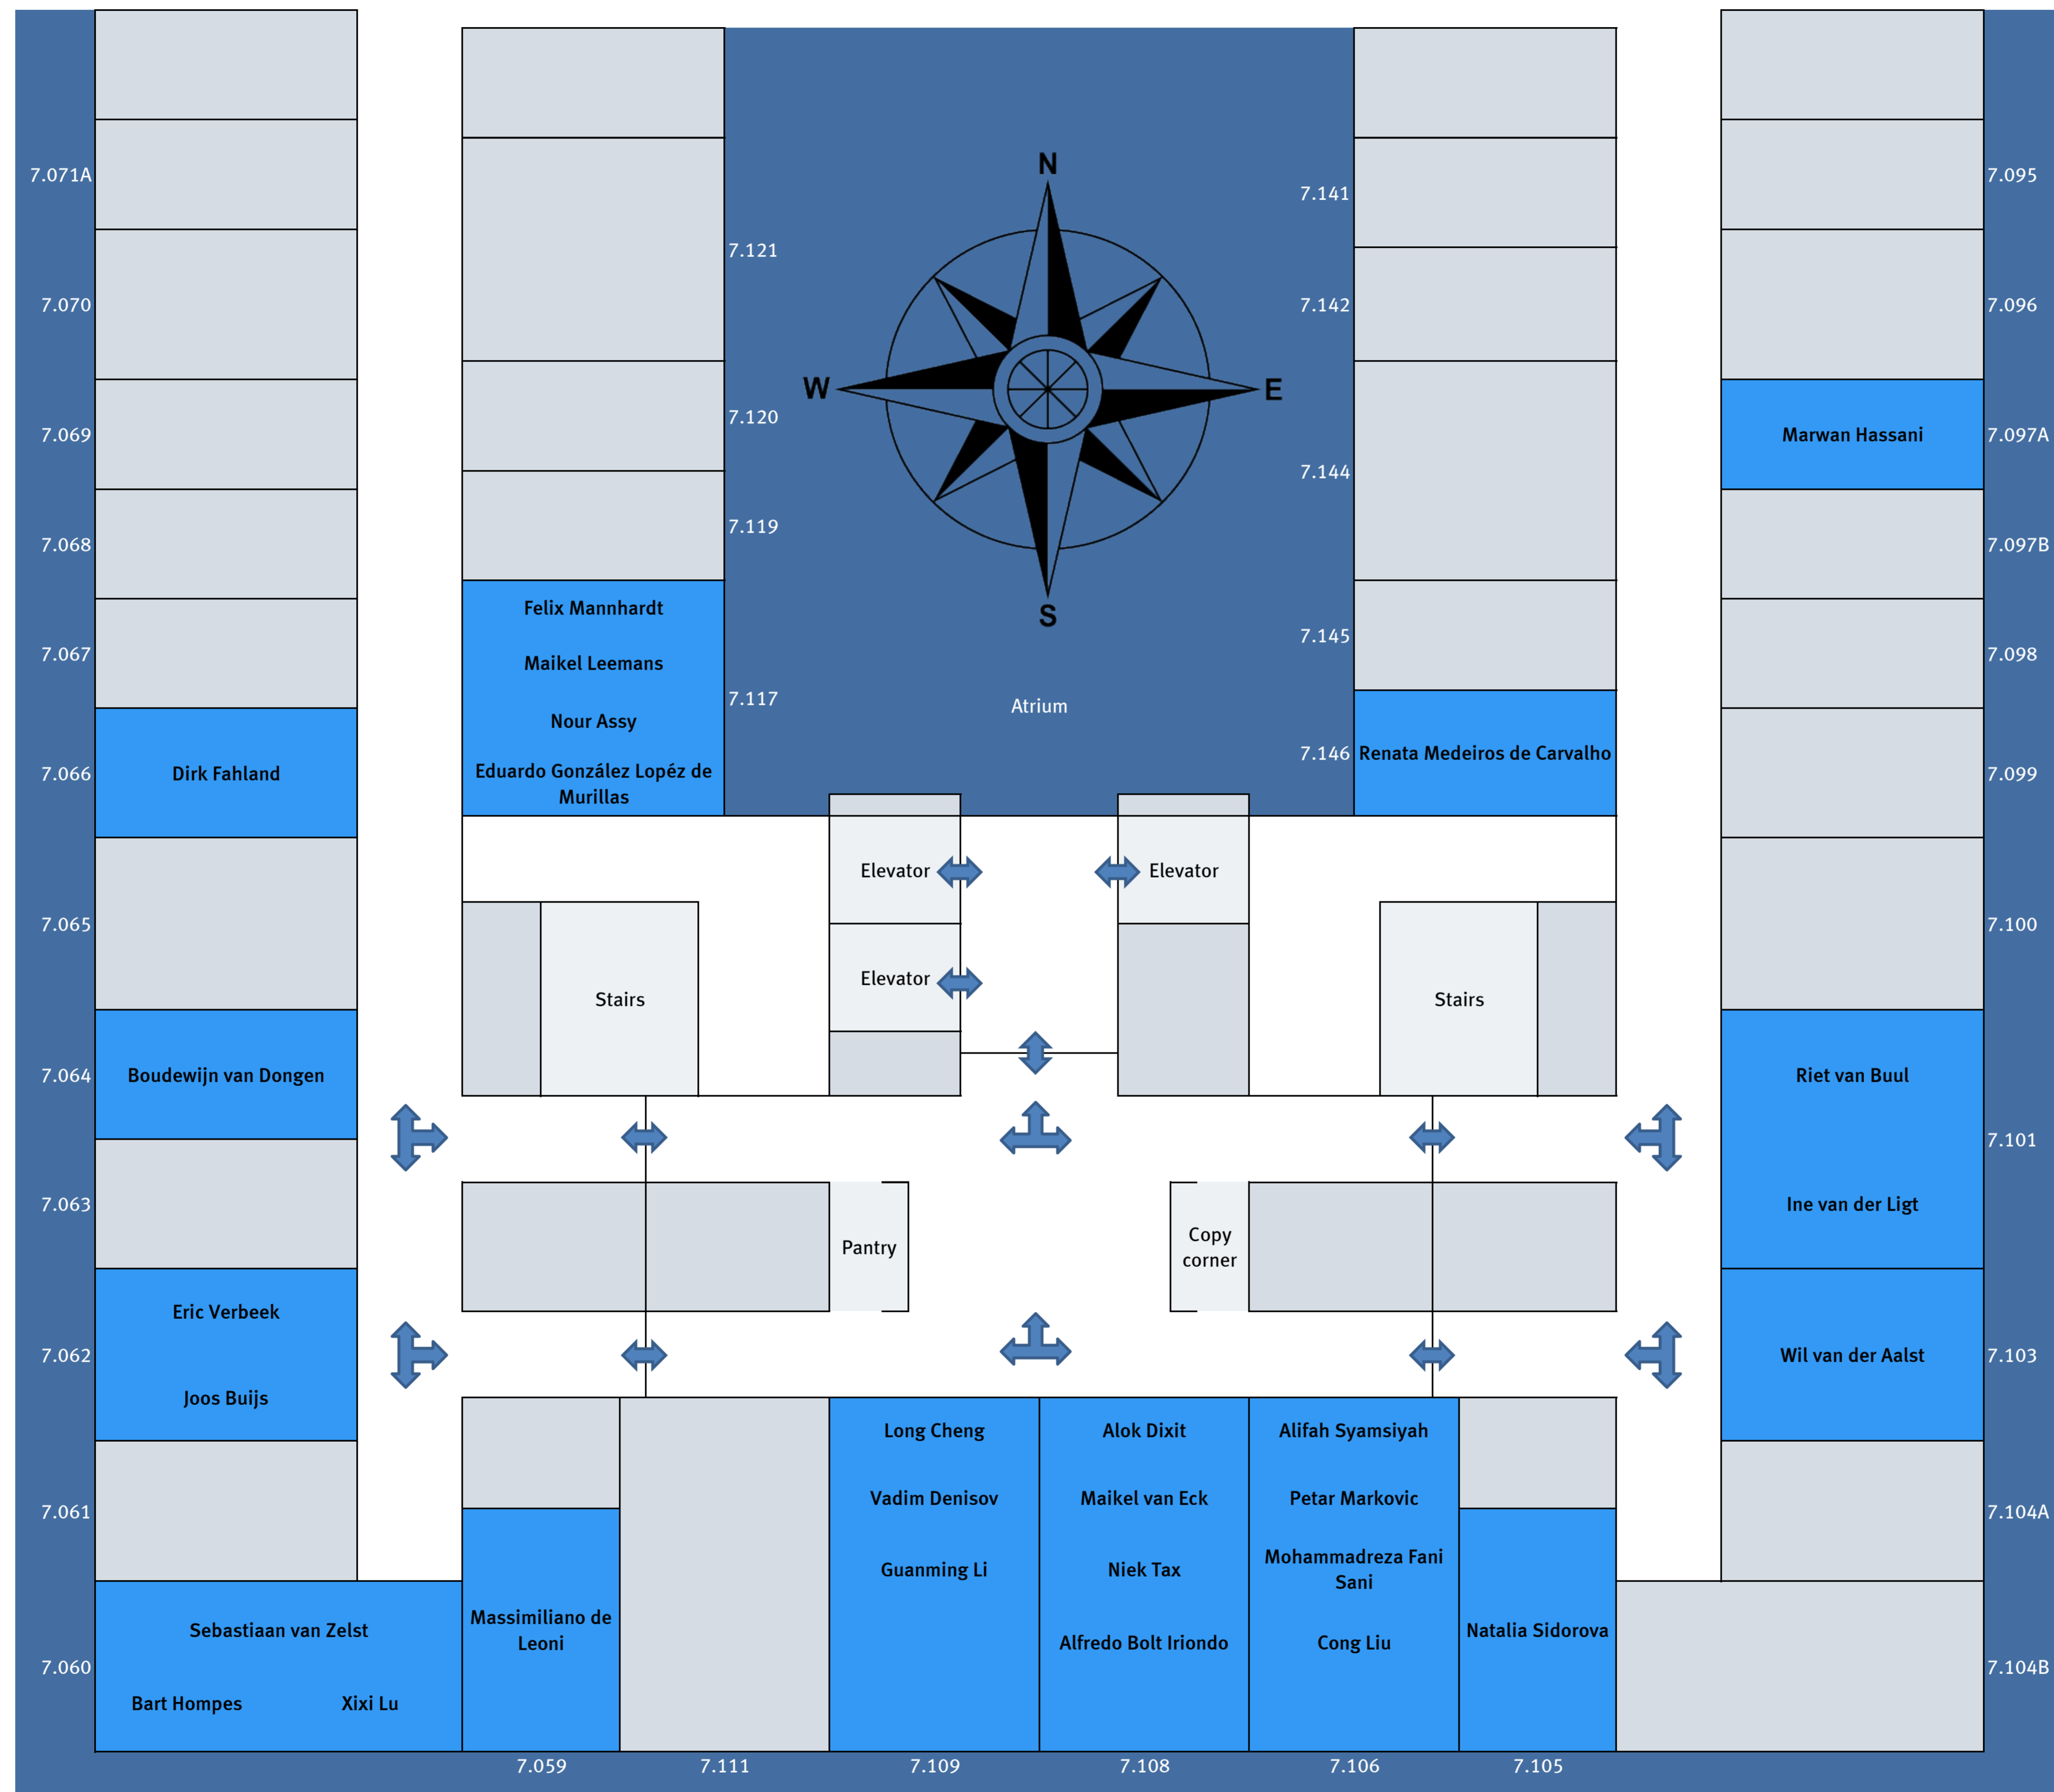 N
7.071A
7.141
7.095
7.121
7.070
7.142
7.096
W
E
7.120
7.069
Marwan Hassani
7.097A
7.144
7.119
7.068
7.097B
Felix Mannhardt
S
7.145
Maikel Leemans
7.067
7.098
7.117
Atrium
Nour Assy
7.146
Renata Medeiros de Carvalho
Eduardo González Lopéz de
Murillas
7.066
Dirk Fahland
7.099
Elevator
Elevator
7.065
7.100
Elevator
Stairs
Stairs
7.064
Boudewijn van Dongen
Riet van Buul
7.101
7.063
Ine van der Ligt
Pantry
Copy
corner
Eric Verbeek
7.062
Wil van der Aalst
7.103
Joos Buijs
Long Cheng
Alok Dixit
Alifah Syamsiyah
Vadim Denisov
Maikel van Eck
Petar Markovic
7.061
7.104A
Guanming Li
Niek Tax
Mohammadreza Fani
Sani
Massimiliano de
Leoni
Sebastiaan van Zelst
Alfredo Bolt Iriondo
Cong Liu
Natalia Sidorova
7.060
7.104B
Bart Hompes
Xixi Lu
7.059
7.111
7.109
7.108
7.106
7.105